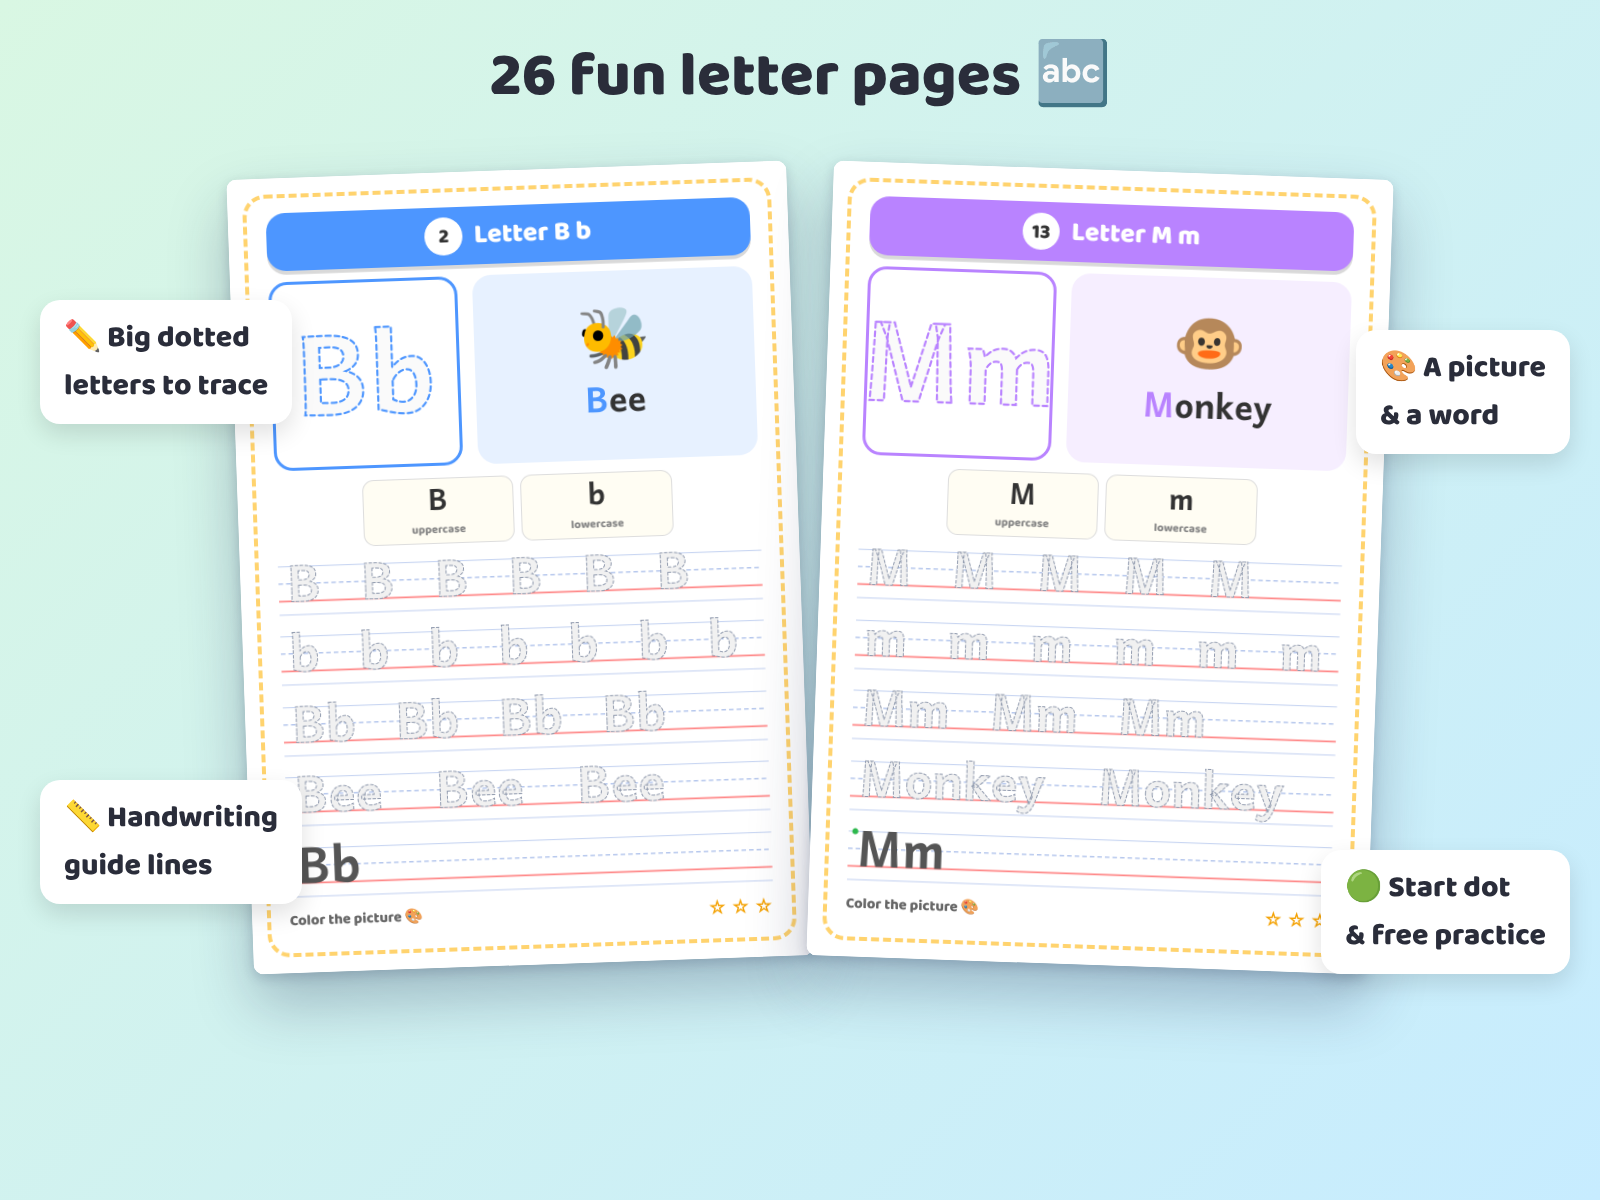 26 fun letter pages abc
2 Letter B b
Bb
Bee
B
uppercase
b
lowercase
B B B B B B
b b b b b b b
Bb Bb Bb Bb
Bee Bee Bee
Bb
Color the picture
13 Letter M m
Mm
Monkey
M
uppercase
m
lowercase
M M M M M
m m m m m m
Mm Mm Mm
Monkey Monkey
Mm
Color the picture
Big dotted
letters to trace
Handwriting
guide lines
A picture
& a word
Start dot
& free practice